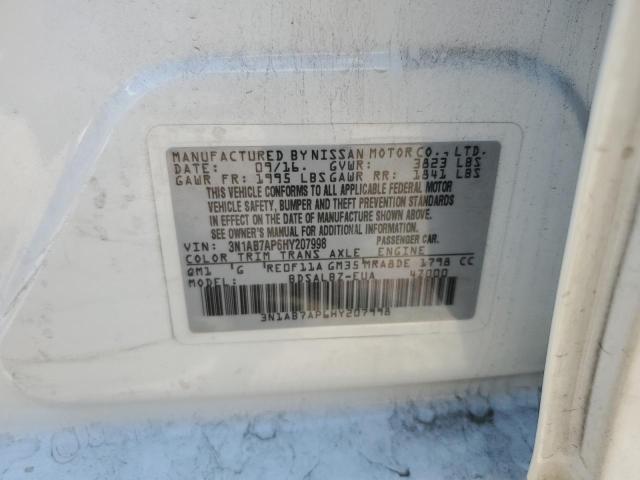 MANUFACTURED BY NISSAN MOTOR CO., LTD.
DATE: 09/16. GVWR: 3823 LBS
GAWR FR: 1995 LBS GAWR RR: 1841 LBS
THIS VEHICLE CONFORMS TO ALL APPLICABLE FEDERAL MOTOR
VEHICLE SAFETY, BUMPER AND THEFT PREVENTION STANDARDS
IN EFFECT ON THE DATE OF MANUFACTURE SHOWN ABOVE.
SEE OWNER'S MANUAL FOR ADDITIONAL INFORMATION
VIN: 3N1AB7AP6HY207998 PASSENGER CAR.
COLOR TRIM TRANS AXLE ENGINE
QM1 G RE0F11A GM35 MRA8DE 1798 CC
MODEL: BDSALBZ-EUA 47000
3N1AB7AP6HY207998